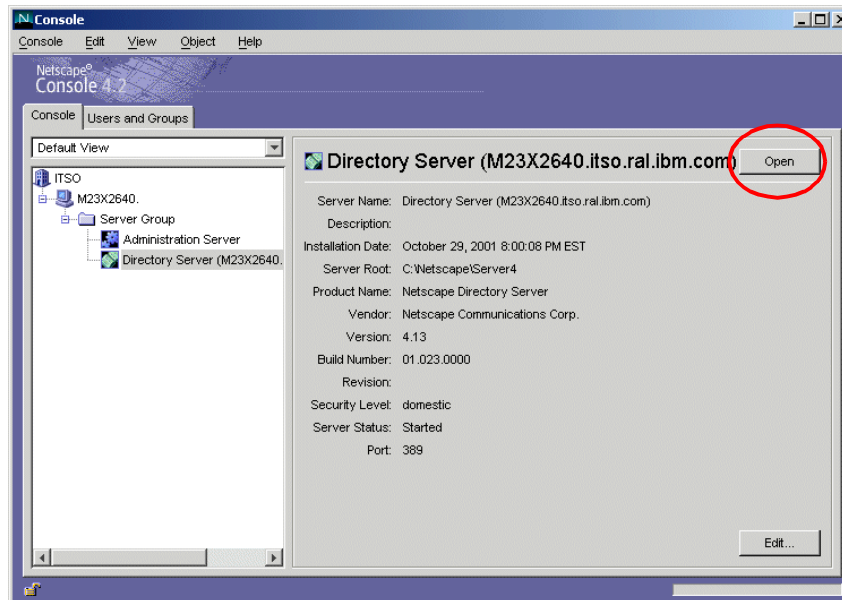 Console
Console Edit View Object Help
Netscape®
Console 4.2
Console Users and Groups
Default View
ITSO
M23X2640.
Server Group
Administration Server
Directory Server (M23X2640.
Directory Server (M23X2640.itso.ral.ibm.com) Open
Server Name: Directory Server (M23X2640.itso.ral.ibm.com)
Description:
Installation Date: October 29, 2001 8:00:08 PM EST
Server Root: C:\Netscape\Server4
Product Name: Netscape Directory Server
Vendor: Netscape Communications Corp.
Version: 4.13
Build Number: 01.023.0000
Revision:
Security Level: domestic
Server Status: Started
Port: 389
Edit...